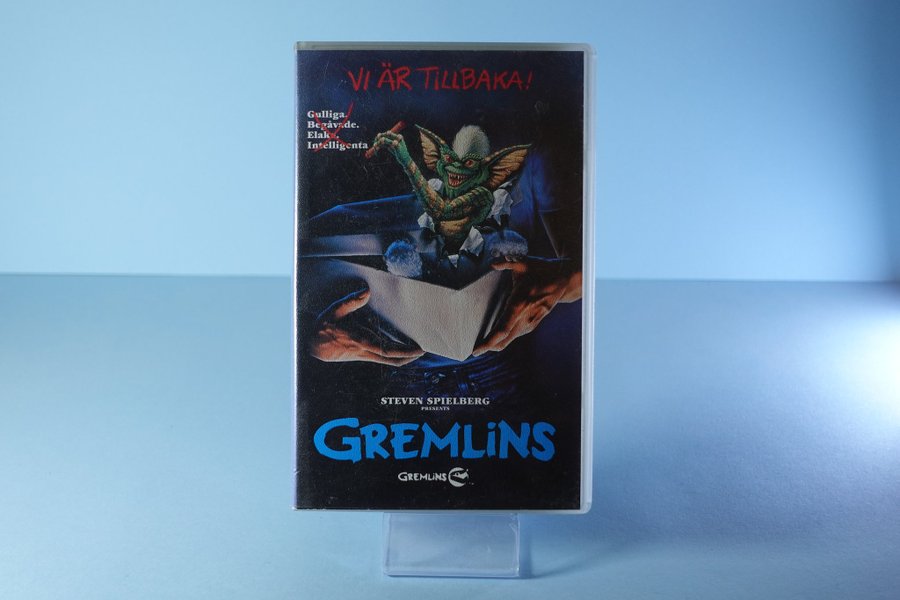 VI ÄR TILLBAKA!
Gulliga.
Begåvade.
Elaka.
Intelligenta
STEVEN SPIELBERG
PRESENTS
GREMLiNS
GREMLiNS